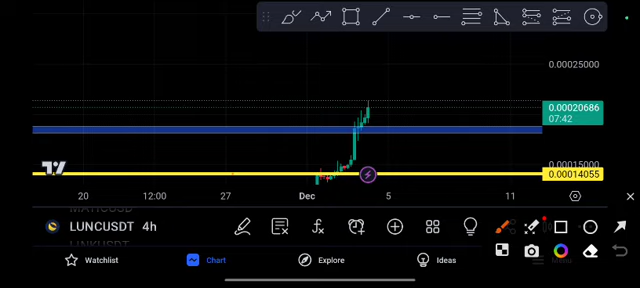 0.00025000
0.00020686
07:42
0.00015000
0.00014055
20 12:00 27 Dec 5 11
LUNCUSDT 4h
Watchlist Chart Explore Ideas